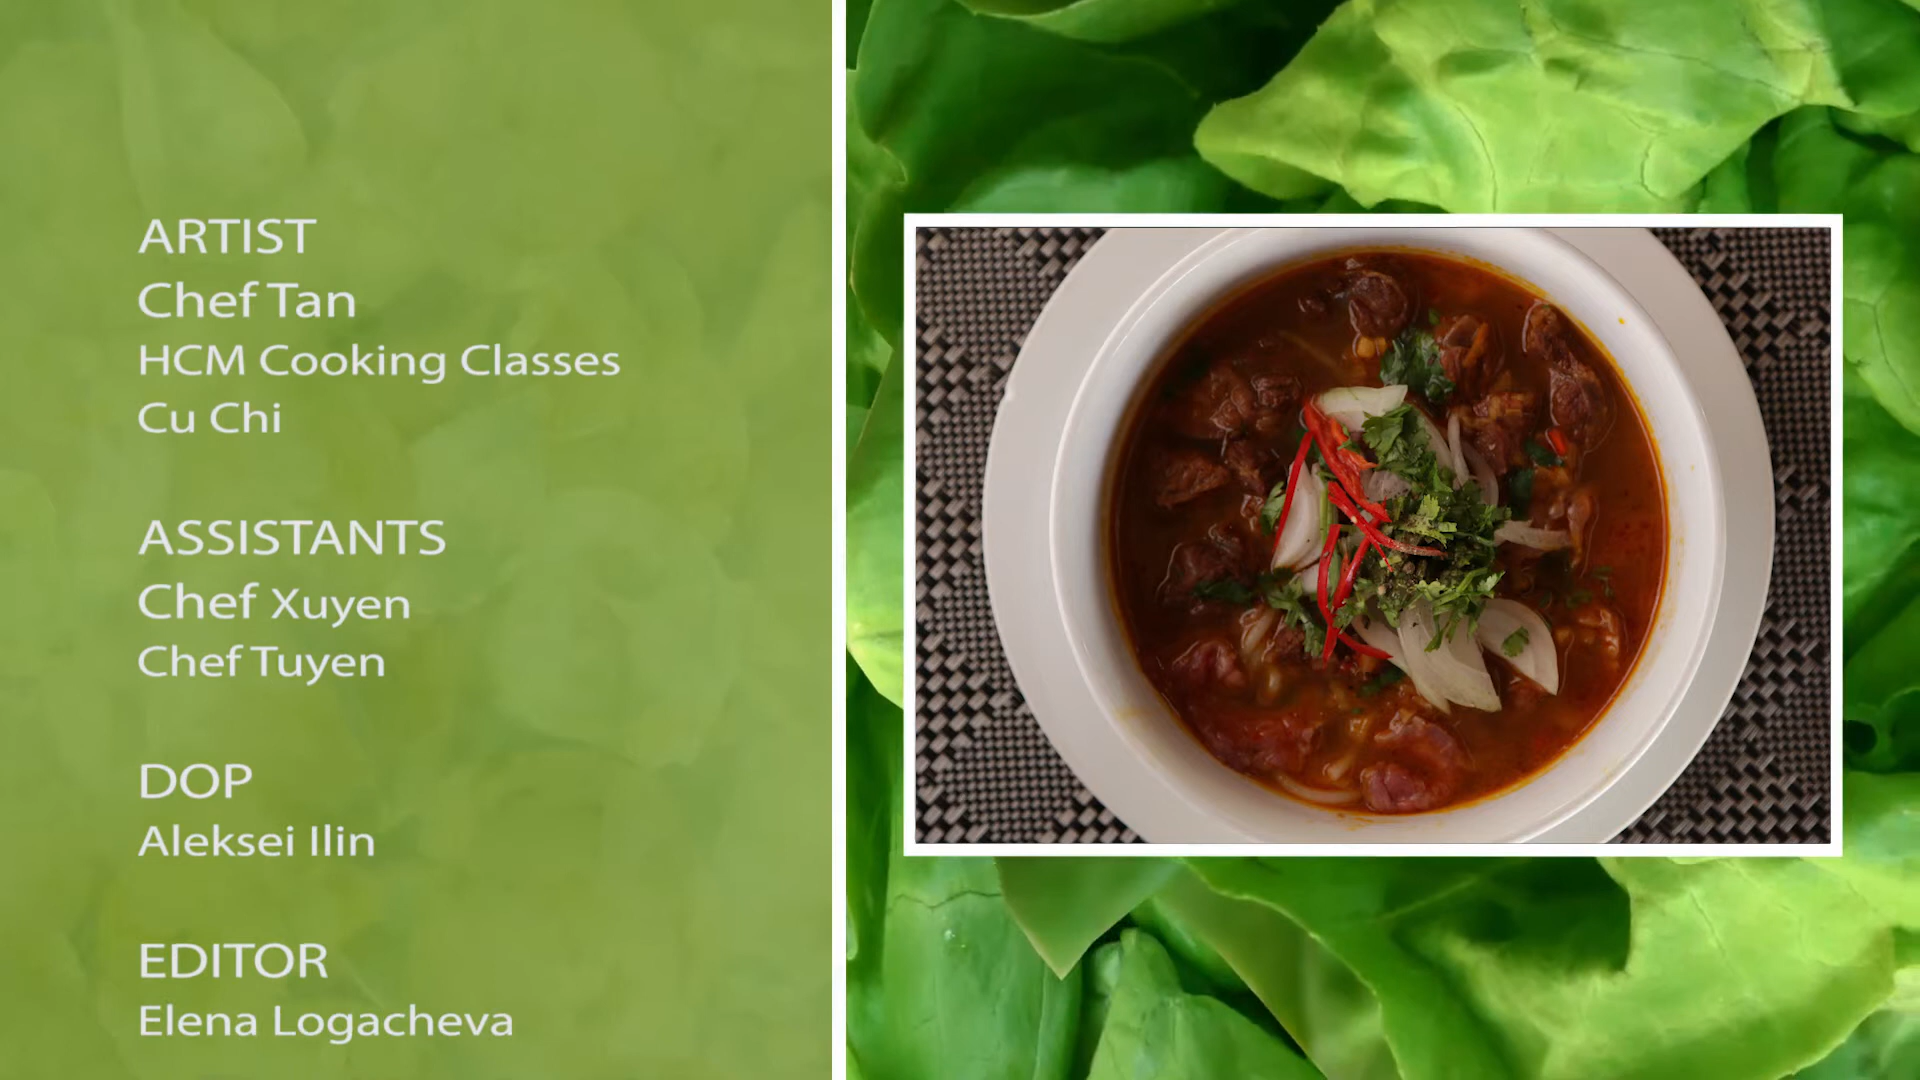 ARTIST
Chef Tan
HCM Cooking Classes
Cu Chi
ASSISTANTS
Chef Xuyen
Chef Tuyen
DOP
Aleksei Ilin
EDITOR
Elena Logacheva